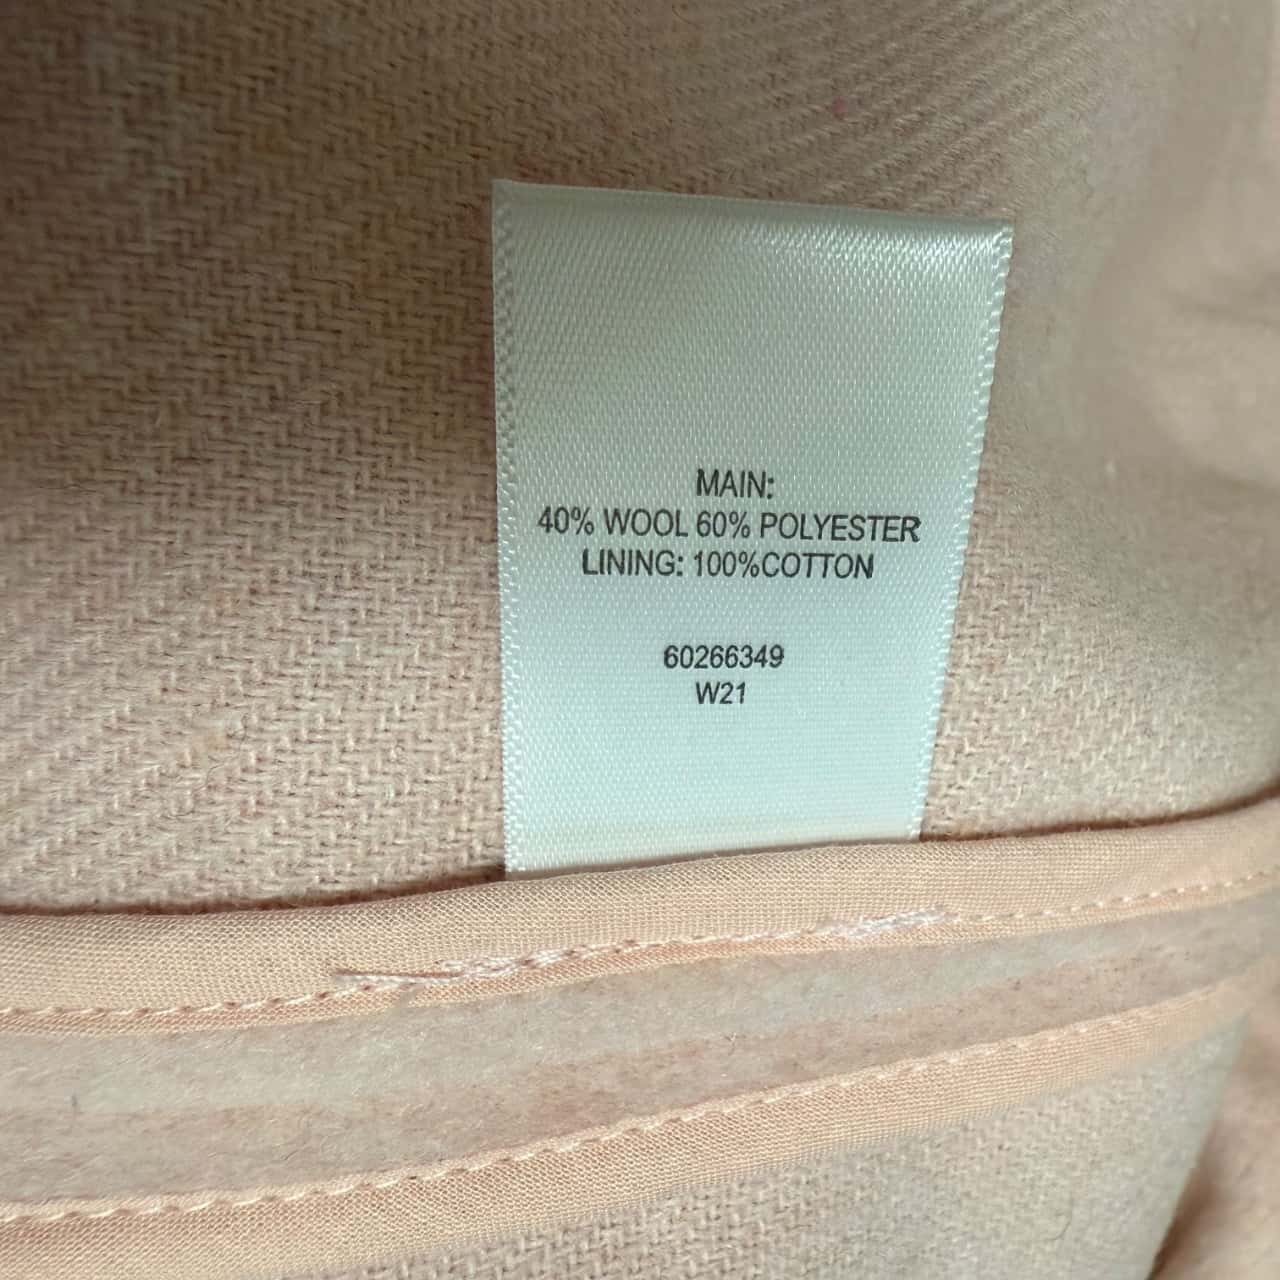 MAIN:
40% WOOL 60% POLYESTER
LINING: 100%COTTON
60266349
W21